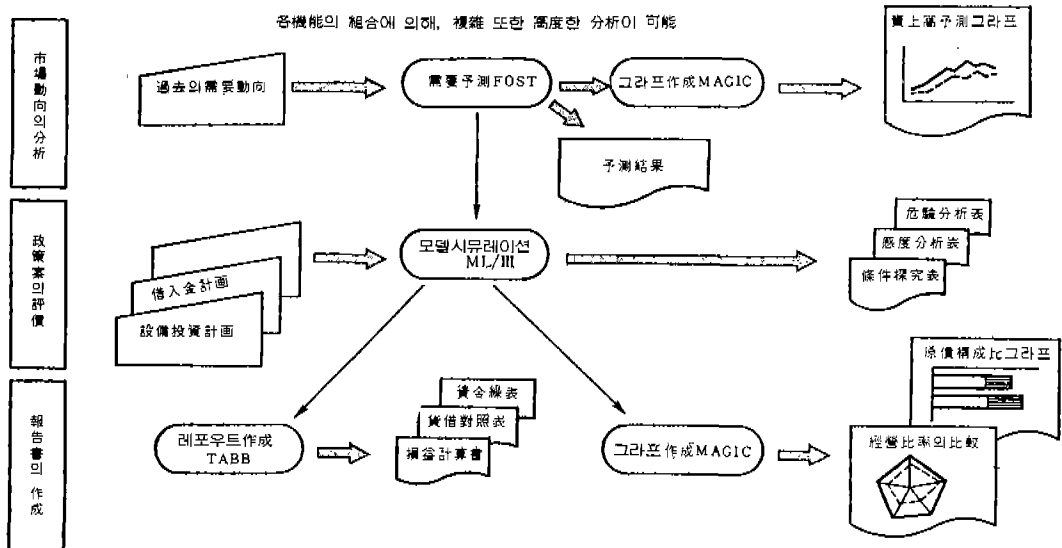 各機能의 組合에 의해, 複雜 또한 高度한 分析이 可能
市場動向의 分析
過去의 需要動向
需要予測FOST
그라프作成MAGIC
賣上高予測그라프
予測結果
政策案의 評價
借入金計画
設備投資計画
모델시뮤레이션
ML/III
危驗分析表
感度分析表
條件探究表
報告書의 作成
레포우트作成
TABB
資金繰表
貸借對照表
損益計算書
그라프作成MAGIC
原價構成比그라프
經營比率의比較